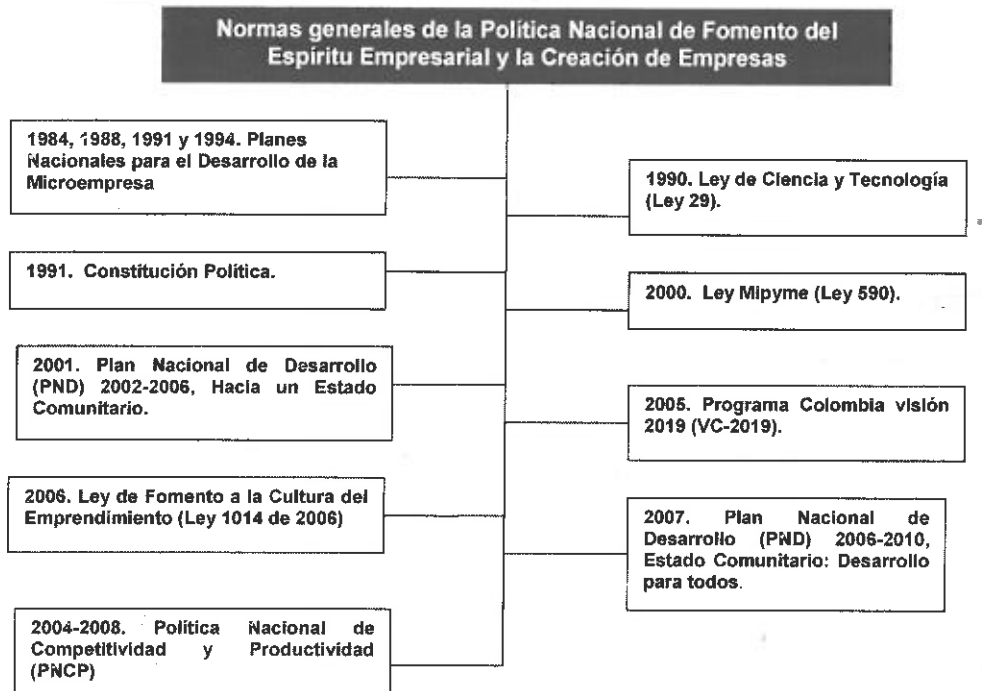 Normas generales de la Política Nacional de Fomento del
Espíritu Empresarial y la Creación de Empresas
1984, 1988, 1991 y 1994. Planes
Nacionales para el Desarrollo de la
Microempresa
1990. Ley de Ciencia y Tecnología
(Ley 29).
1991. Constitución Política.
2000. Ley Mipyme (Ley 590).
2001. Plan Nacional de Desarrollo
(PND) 2002-2006, Hacia un Estado
Comunitario.
2005. Programa Colombia visión
2019 (VC-2019).
2006. Ley de Fomento a la Cultura del
Emprendimiento (Ley 1014 de 2006)
2007. Plan Nacional de
Desarrollo (PND) 2006-2010,
Estado Comunitario: Desarrollo
para todos.
2004-2008. Política Nacional de
Competitividad y Productividad
(PNCP)